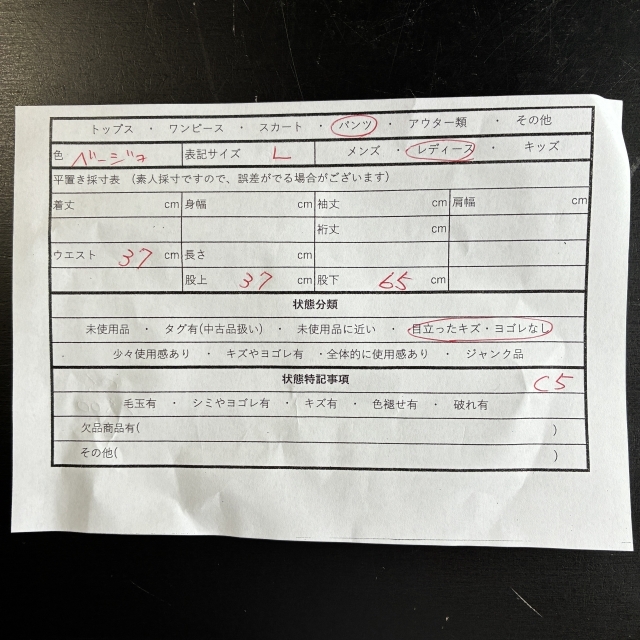 トップス ・ ワンピース ・ スカート ・ パンツ ・ アウター類 ・ その他
色 ベージュ 表記サイズ L メンズ ・ レディース ・ キッズ
平置き採寸表 (素人採寸ですので、誤差がでる場合がございます)
着丈 cm 身幅 cm 袖丈 cm 肩幅 cm
裄丈 cm
ウエスト 37 cm 長さ cm
股上 37 cm 股下 65 cm
状態分類
未使用品 ・ タグ有(中古品扱い) ・ 未使用品に近い ・ 目立ったキズ・ヨゴレなし
少々使用感あり ・ キズやヨゴレ有 ・全体的に使用感あり ・ ジャンク品
状態特記事項 C5
毛玉有 ・ シミやヨゴレ有 ・ キズ有 ・ 色褪せ有 ・ 破れ有
欠品商品有( )
その他( )